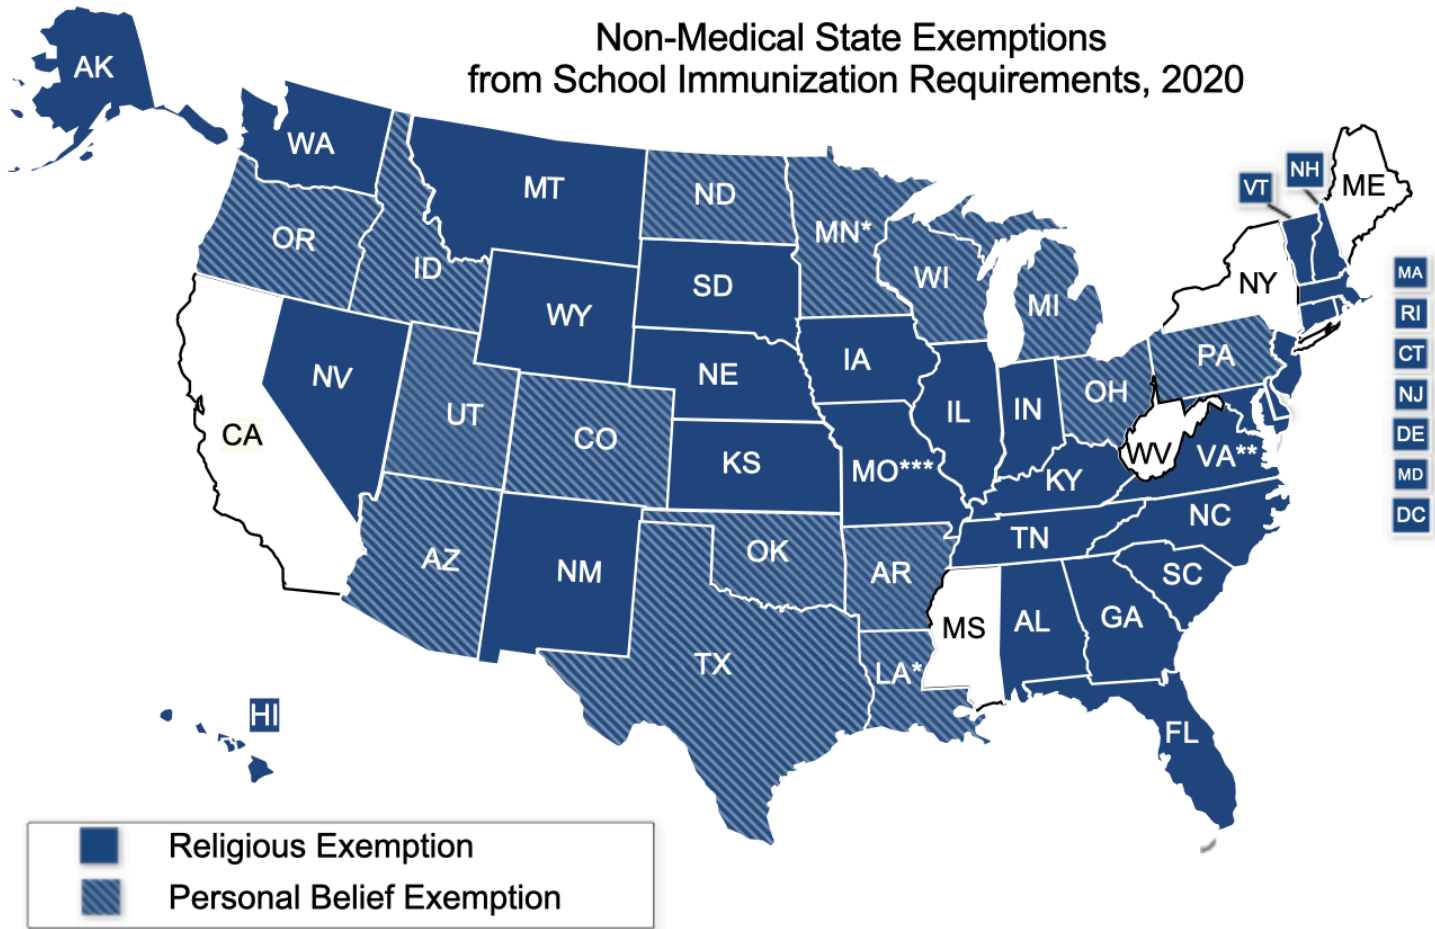 Non-Medical State Exemptions
from School Immunization Requirements, 2020
AK
WA
MT
ND
MN*
OR
ID
WI
MI
SD
WY
VT
NH
ME
NY
MA
RI
CT
NJ
DE
MD
DC
NV
NE
IA
PA
OH
IL
IN
UT
CO
CA
KS
MO***
WV
VA**
KY
NC
TN
AZ
NM
OK
AR
SC
MS
AL
GA
TX
LA*
FL
HI
Religious Exemption
Personal Belief Exemption